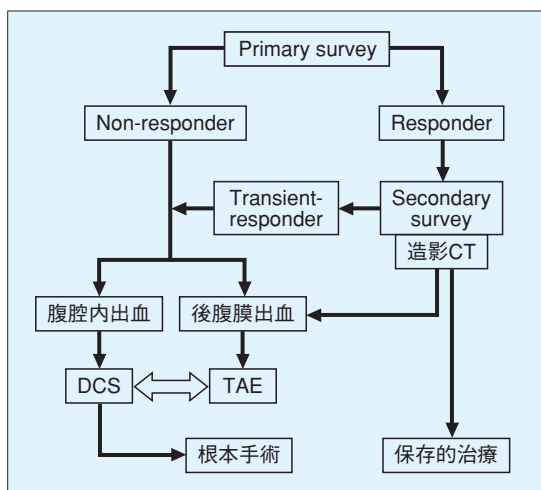 Primary survey
Non-responder
Responder
Transient-
responder
Secondary
survey
造影CT
腹腔内出血
後腹膜出血
DCS
TAE
根本手術
保存的治療